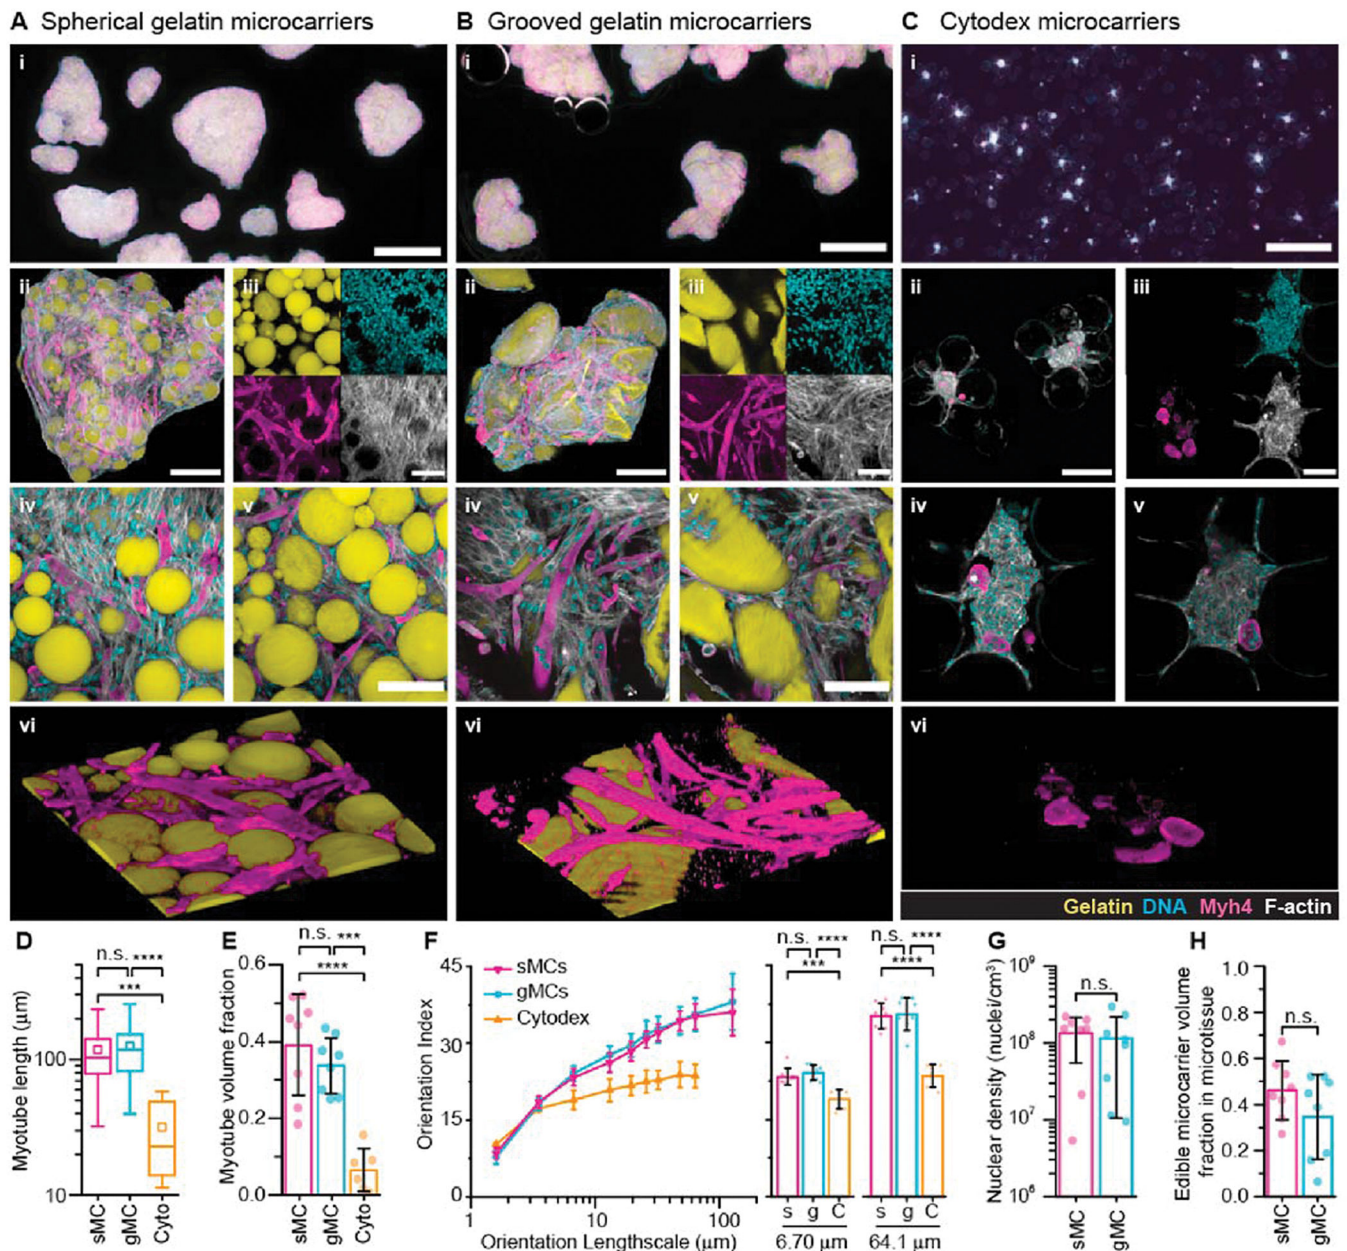 A Spherical gelatin microcarriers
B Grooved gelatin microcarriers
C Cytodex microcarriers
i
i
i
ii
iii
ii
iii
ii
iii
iv
v
iv
v
iv
v
vi
vi
vi
Gelatin DNA Myh4 F-actin
D
n.s. ****
***
Myotube length (µm)
100
10
sMC
gMC
Cyto
E
n.s. ***
****
Myotube volume fraction
0.6
0.4
0.2
0.0
sMC
gMC
Cyto
F
Orientation Index
45
30
15
0
sMCs
gMCs
Cytodex
1 10 100
Orientation Lengthscale (µm)
n.s. ****
***
n.s. ****
****
s g C s g C
6.70 µm 64.1 µm
G
Nuclear density (nuclei/cm³)
10⁹
10⁸
10⁷
10⁶
n.s.
sMC
gMC
H
Edible microcarrier volume
fraction in microtissue
1.0
0.8
0.6
0.4
0.2
0.0
n.s.
sMC
gMC